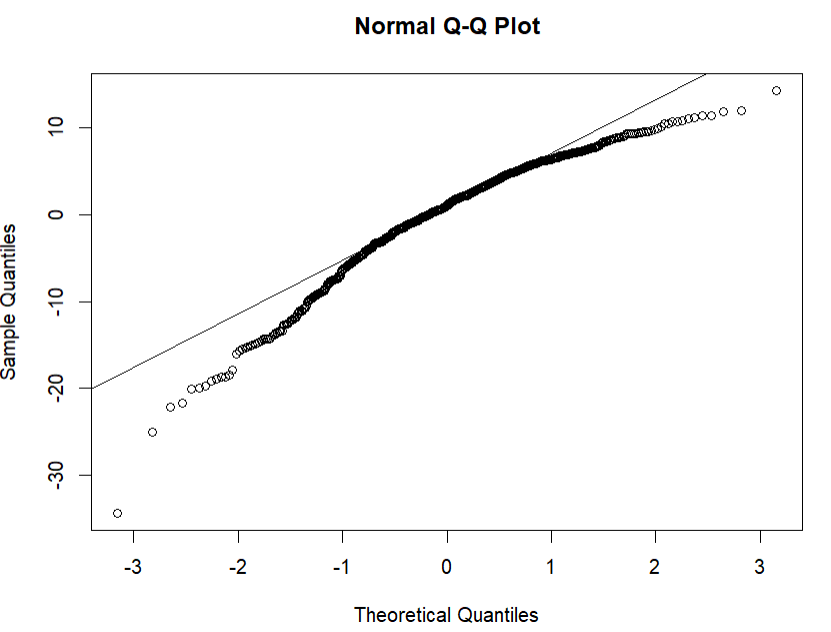 Normal Q-Q Plot
Sample Quantiles
10
0
-10
-20
-30
-3 -2 -1 0 1 2 3
Theoretical Quantiles